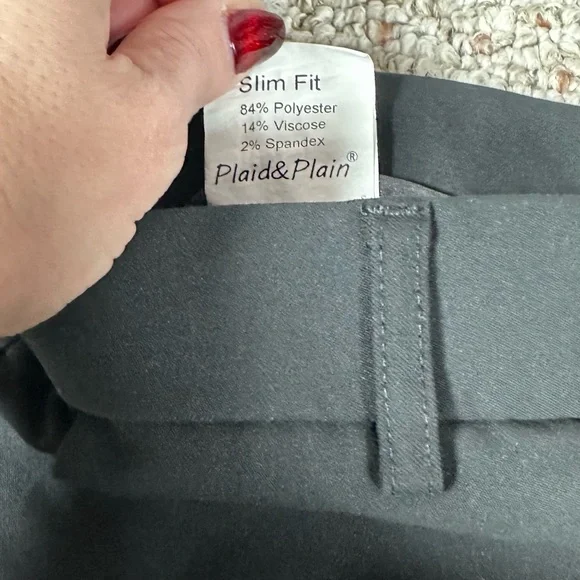 Slim Fit
84% Polyester
14% Viscose
2% Spandex
Plaid&Plain®